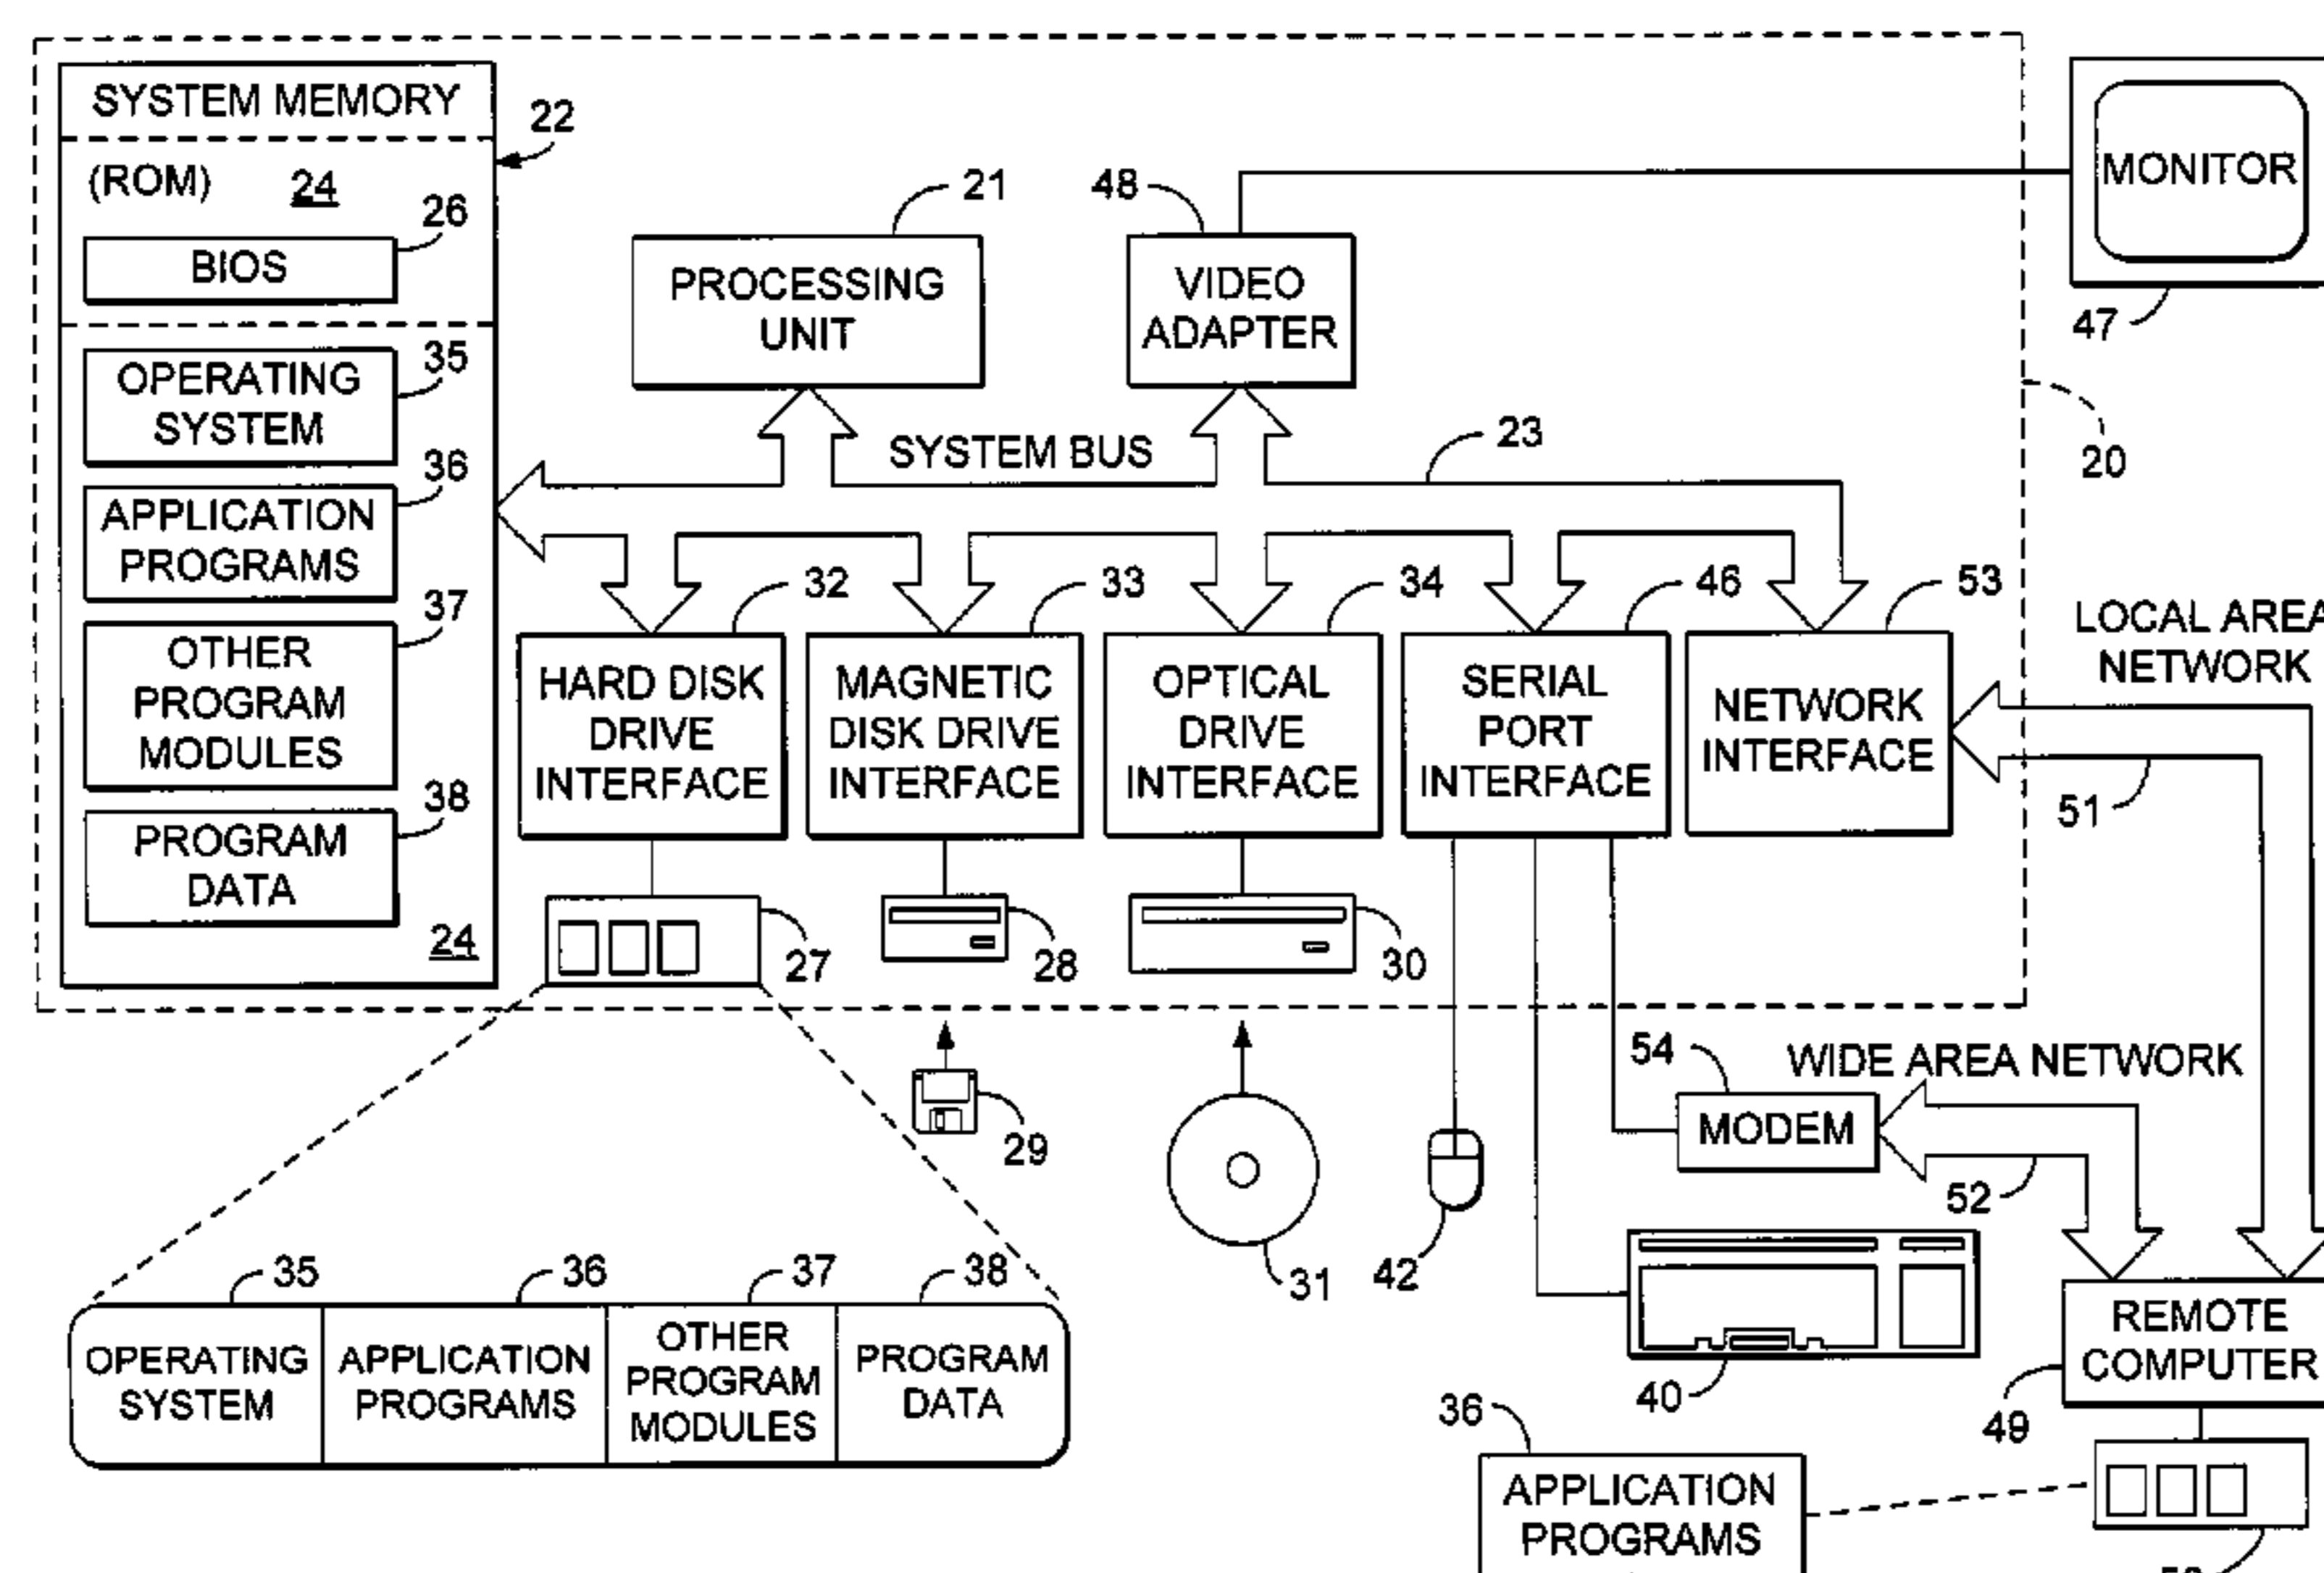 SYSTEM MEMORY
22
(ROM)
24
26
BIOS
35
OPERATING
SYSTEM
36
APPLICATION
PROGRAMS
37
OTHER
PROGRAM
MODULES
38
PROGRAM
DATA
24
21
PROCESSING
UNIT
48
VIDEO
ADAPTER
MONITOR
47
20
SYSTEM BUS
23
32
HARD DISK
DRIVE
INTERFACE
33
MAGNETIC
DISK DRIVE
INTERFACE
34
OPTICAL
DRIVE
INTERFACE
46
SERIAL
PORT
INTERFACE
53
NETWORK
INTERFACE
LOCAL AREA
NETWORK
51
27
28
30
29
31
42
54
WIDE AREA NETWORK
MODEM
52
40
REMOTE
COMPUTER
49
35
OPERATING
SYSTEM
36
APPLICATION
PROGRAMS
37
OTHER
PROGRAM
MODULES
38
PROGRAM
DATA
36
APPLICATION
PROGRAMS